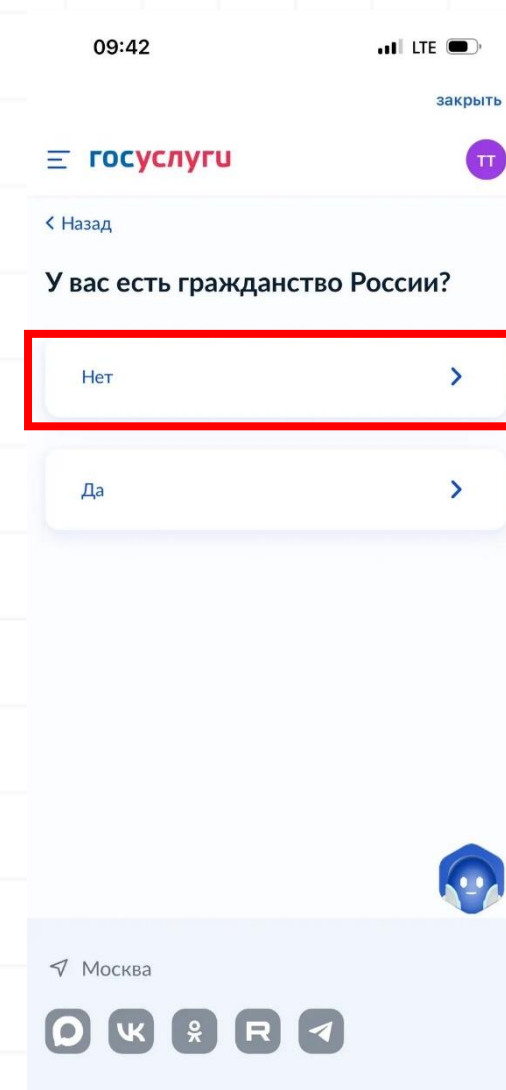 09:42
LTE
закрыть
госуслуги
ТТ
Назад
У вас есть гражданство России?
Нет
Да
Москва